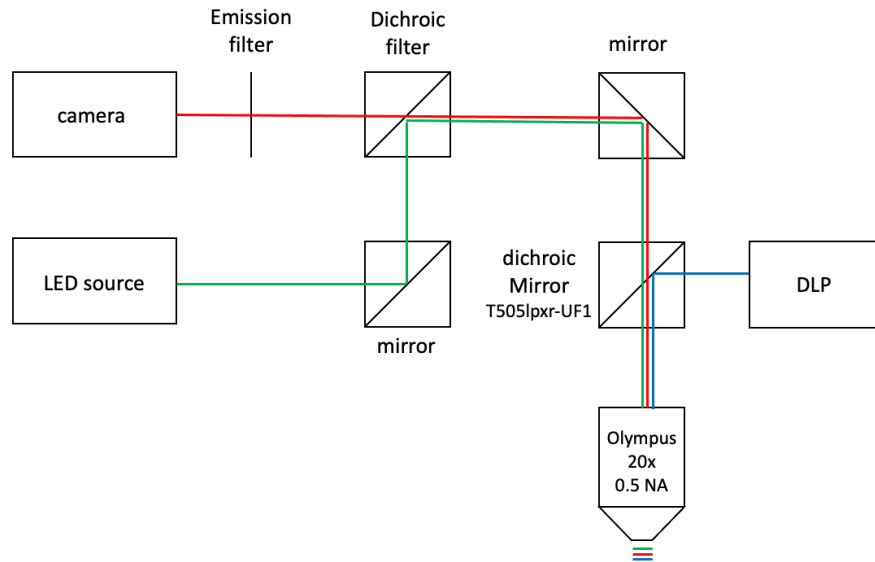 Emission
filter
Dichroic
filter
mirror
camera
LED source
mirror
dichroic
Mirror
T505lpxr-UF1
DLP
Olympus
20x
0.5 NA